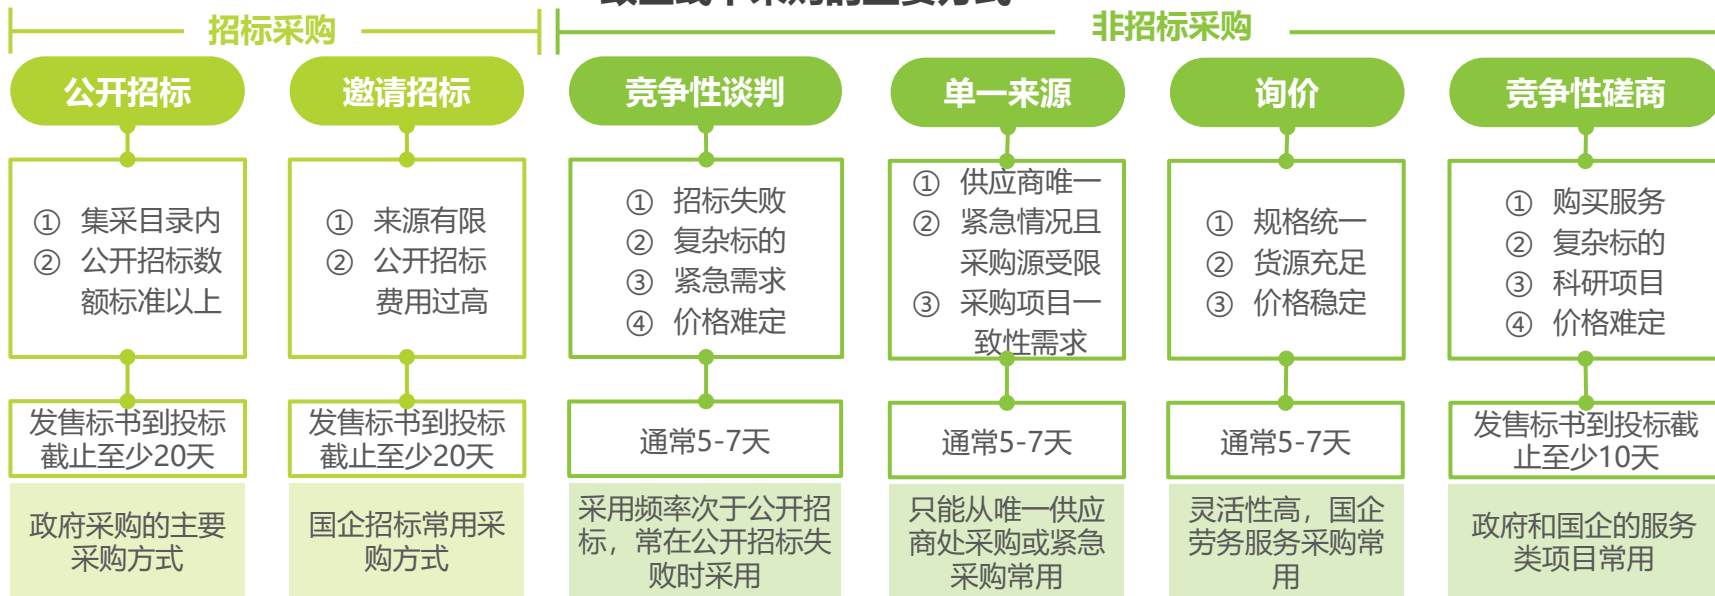 招标采购
非招标采购
公开招标
邀请招标
竞争性谈判
单一来源
询价
竞争性磋商
① 集采目录内
② 公开招标数
额标准以上
① 来源有限
② 公开招标
费用过高
① 招标失败
② 复杂标的
③ 紧急需求
④ 价格难定
① 供应商唯一
② 紧急情况且
采购源受限
③ 采购项目一
致性需求
① 规格统一
② 货源充足
③ 价格稳定
① 购买服务
② 复杂标的
③ 科研项目
④ 价格难定
发售标书到投标
截止至少20天
发售标书到投标
截止至少20天
通常5-7天
通常5-7天
通常5-7天
发售标书到投标截
止至少10天
政府采购的主要
采购方式
国企招标常用采
购方式
采用频率次于公开招
标，常在公开招标失
败时采用
只能从唯一供应
商处采购或紧急
采购常用
灵活性高，国企
劳务服务采购常
用
政府和国企的服务
类项目常用